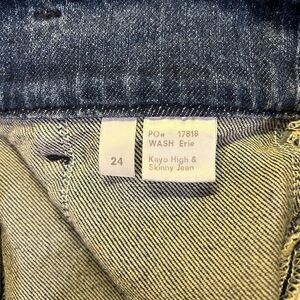 24
PO# 17818
WASH Erie
Kayo High &
Skinny Jean